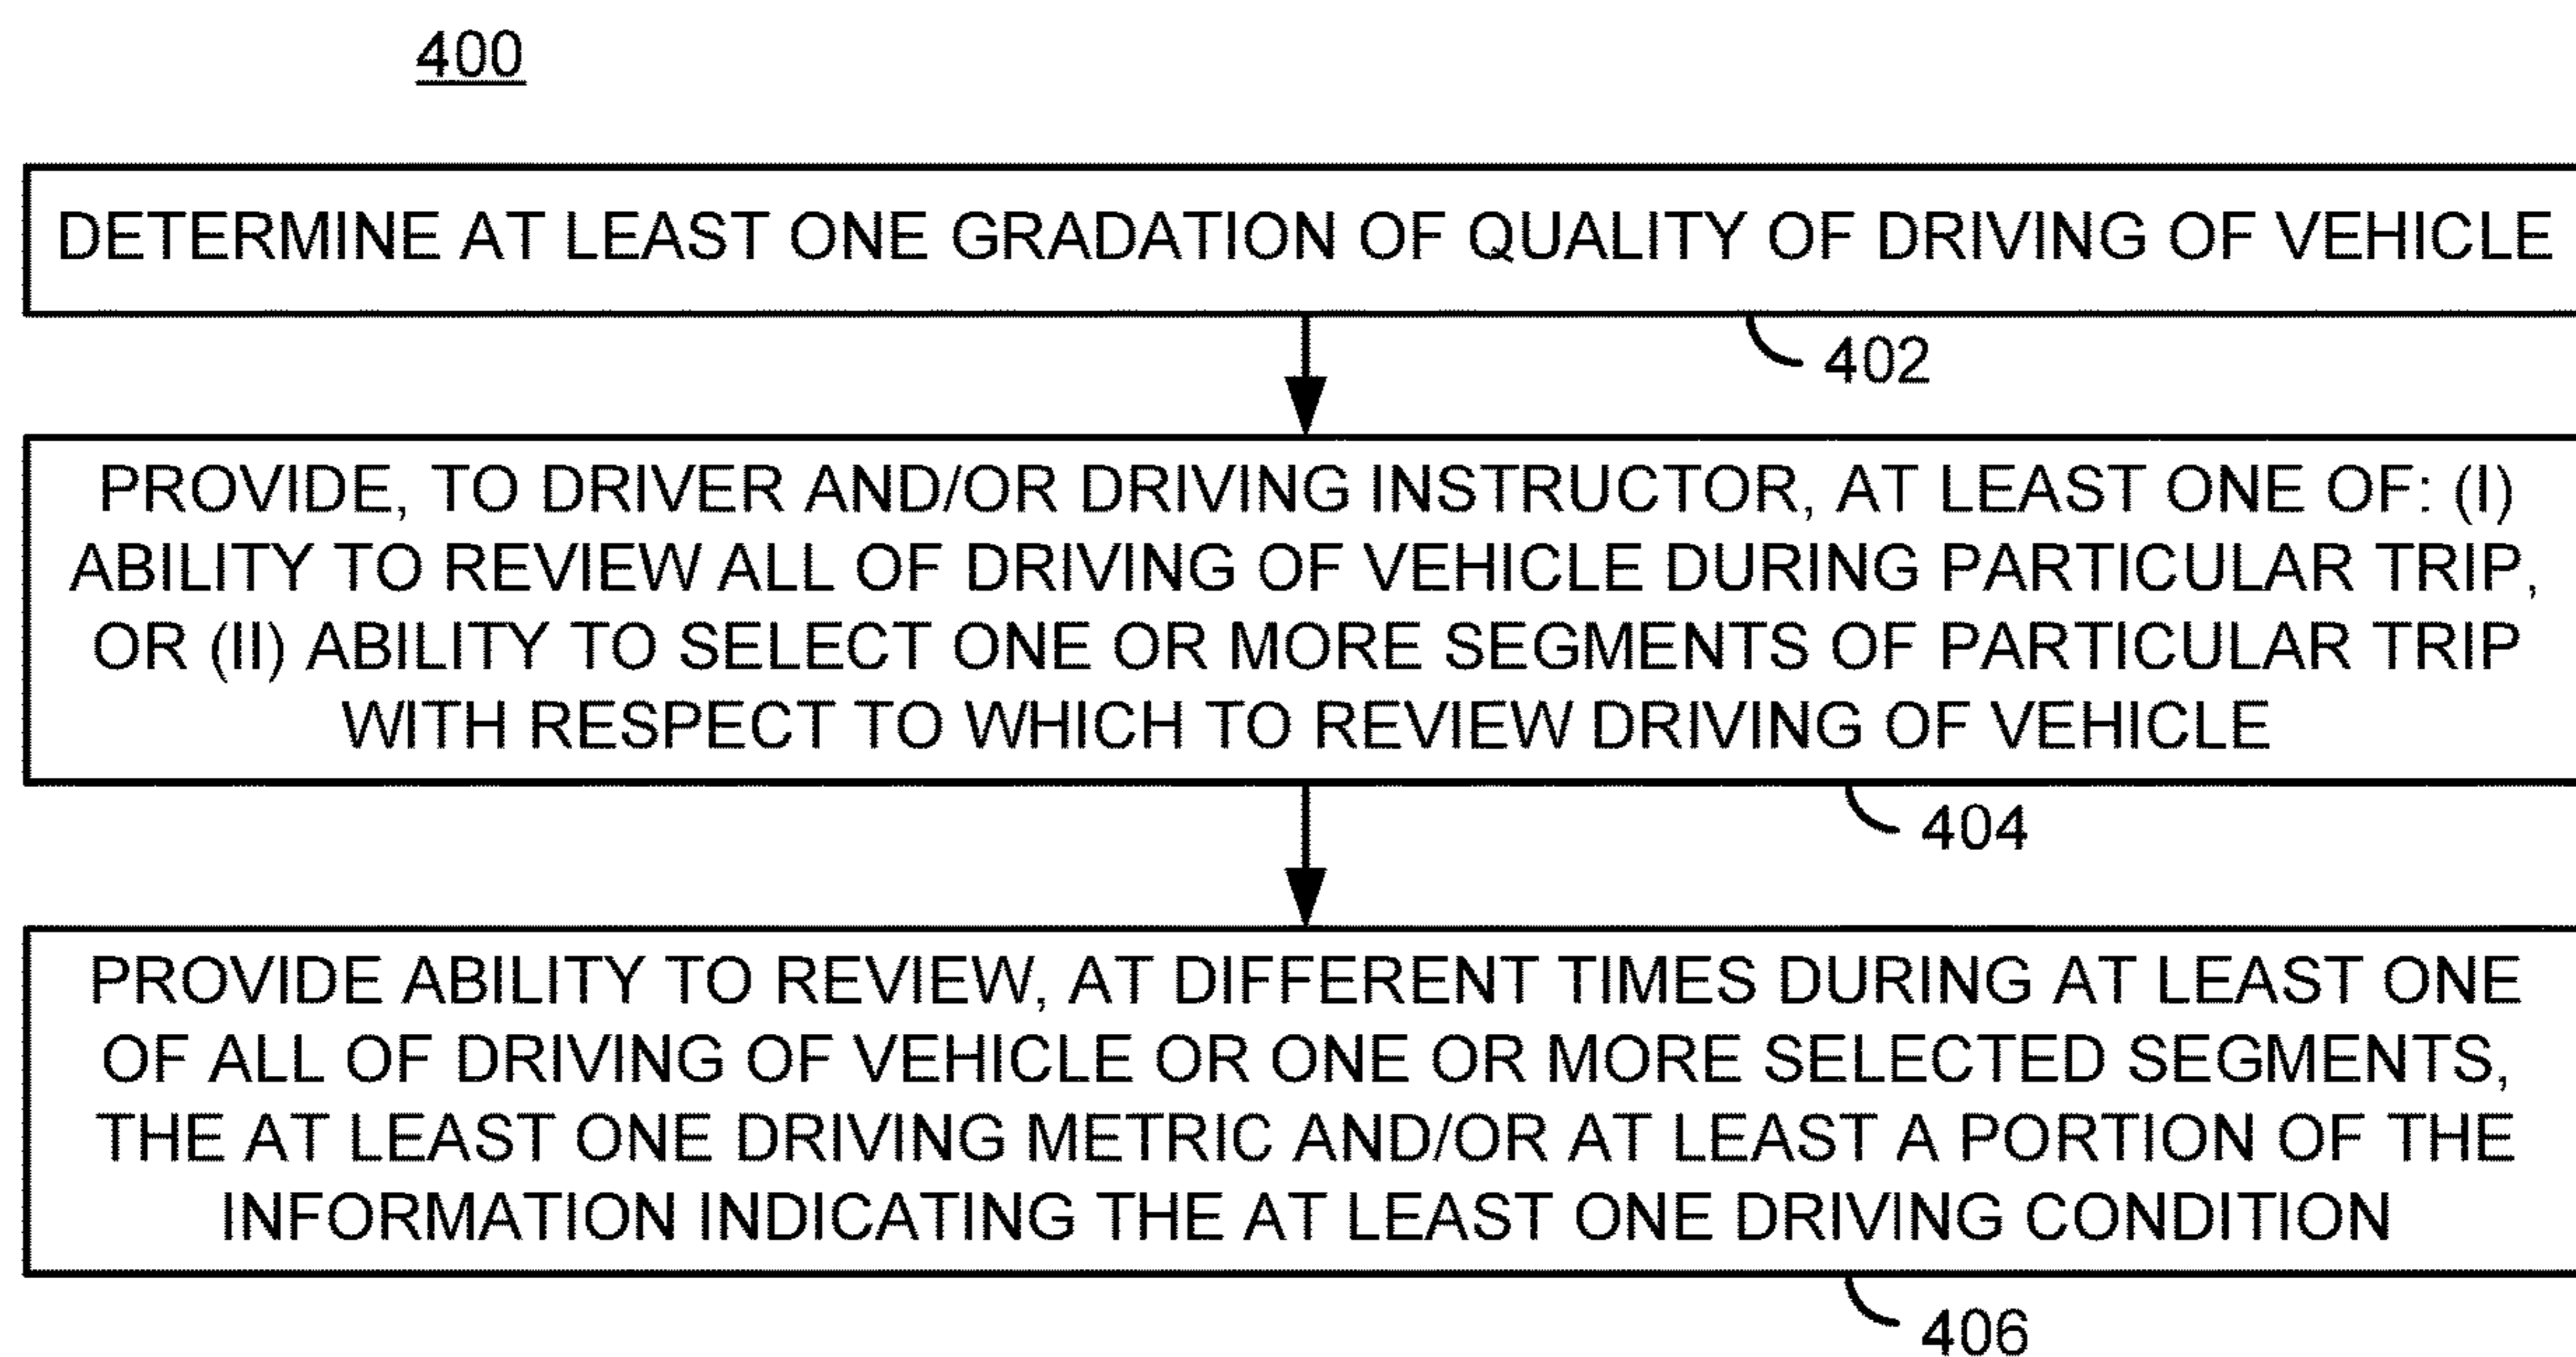 400
DETERMINE AT LEAST ONE GRADATION OF QUALITY OF DRIVING OF VEHICLE
402
PROVIDE, TO DRIVER AND/OR DRIVING INSTRUCTOR, AT LEAST ONE OF: (I)
ABILITY TO REVIEW ALL OF DRIVING OF VEHICLE DURING PARTICULAR TRIP,
OR (II) ABILITY TO SELECT ONE OR MORE SEGMENTS OF PARTICULAR TRIP
WITH RESPECT TO WHICH TO REVIEW DRIVING OF VEHICLE
404
PROVIDE ABILITY TO REVIEW, AT DIFFERENT TIMES DURING AT LEAST ONE
OF ALL OF DRIVING OF VEHICLE OR ONE OR MORE SELECTED SEGMENTS,
THE AT LEAST ONE DRIVING METRIC AND/OR AT LEAST A PORTION OF THE
INFORMATION INDICATING THE AT LEAST ONE DRIVING CONDITION
406